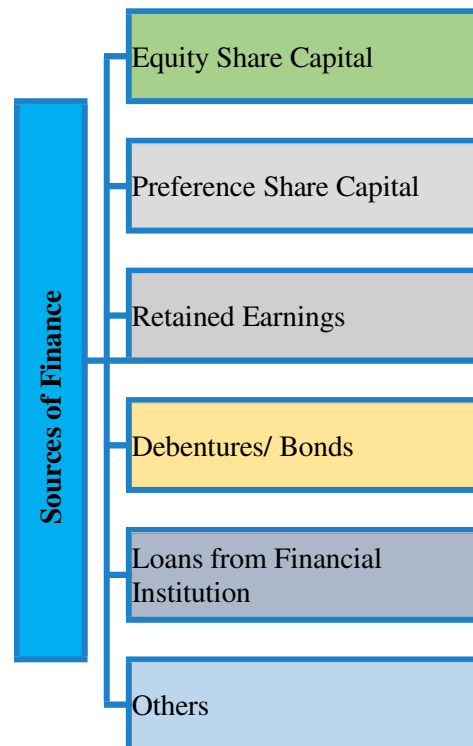 Sources of Finance
Equity Share Capital
Preference Share Capital
Retained Earnings
Debentures/ Bonds
Loans from Financial
Institution
Others